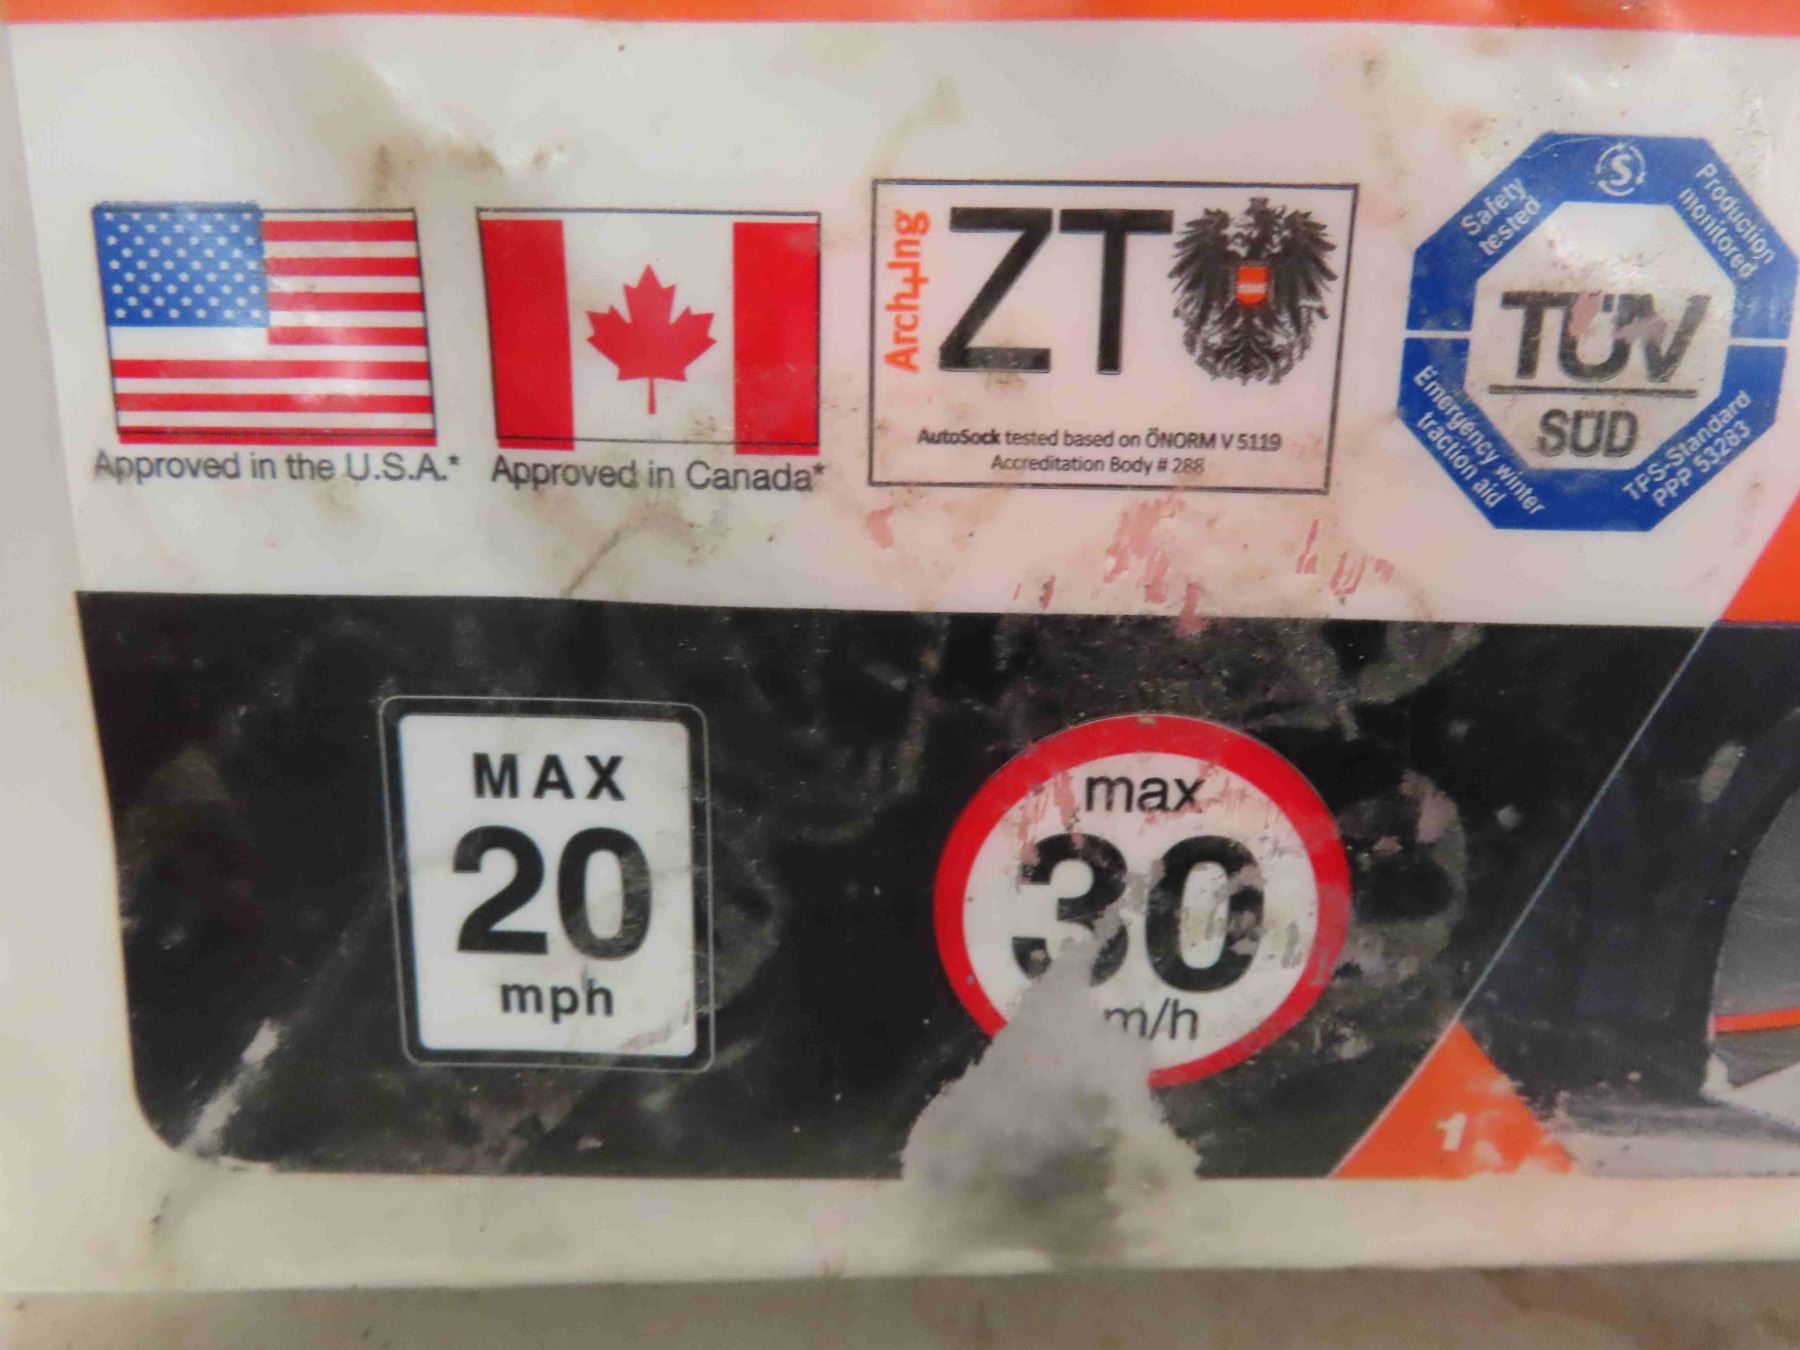 Approved in the U.S.A.*
Approved in Canada*
Arch+Ing
ZT
AutoSock tested based on ÖNORM V 5119
Accreditation Body # 288
Safety
tested
S
Production
monitored
TÜV
SÜD
Emergency winter
traction aid
TFS-Standard
PPP 53283
MAX
20
mph
max
30
m/h
1